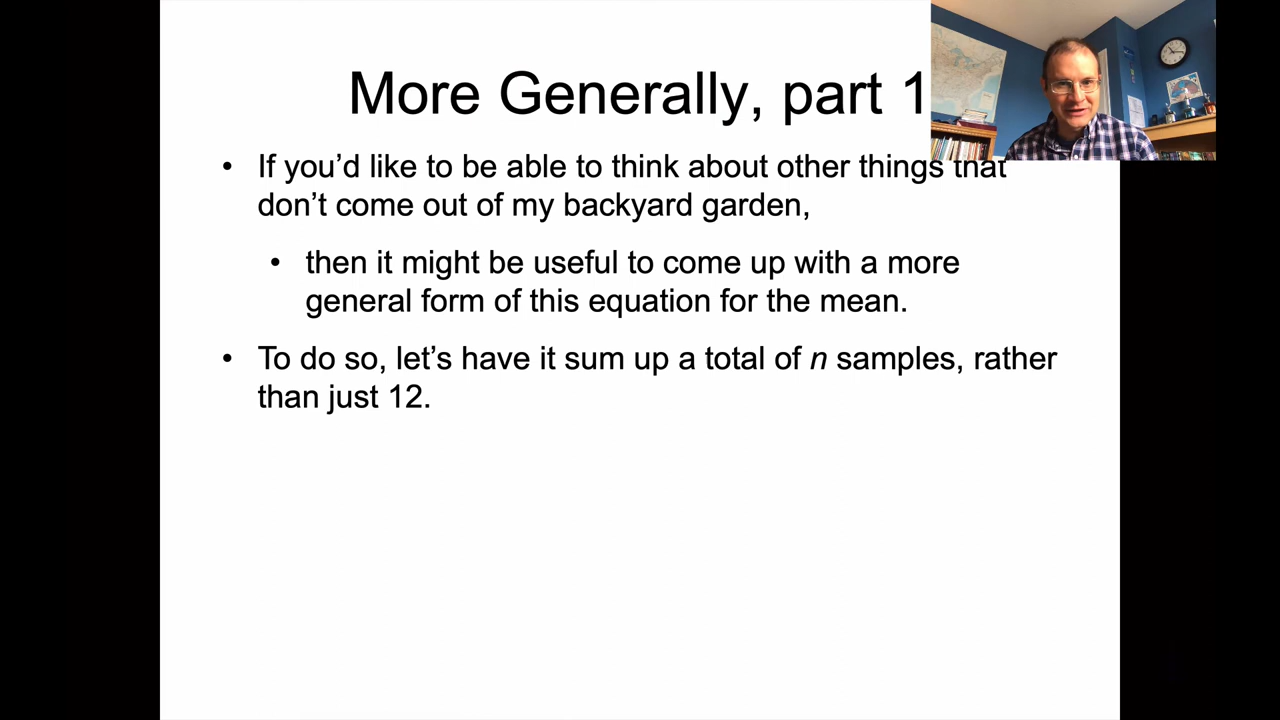 More Generally, part 1
• If you’d like to be able to think about other things that
don’t come out of my backyard garden,
• then it might be useful to come up with a more
general form of this equation for the mean.
• To do so, let’s have it sum up a total of n samples, rather
than just 12.